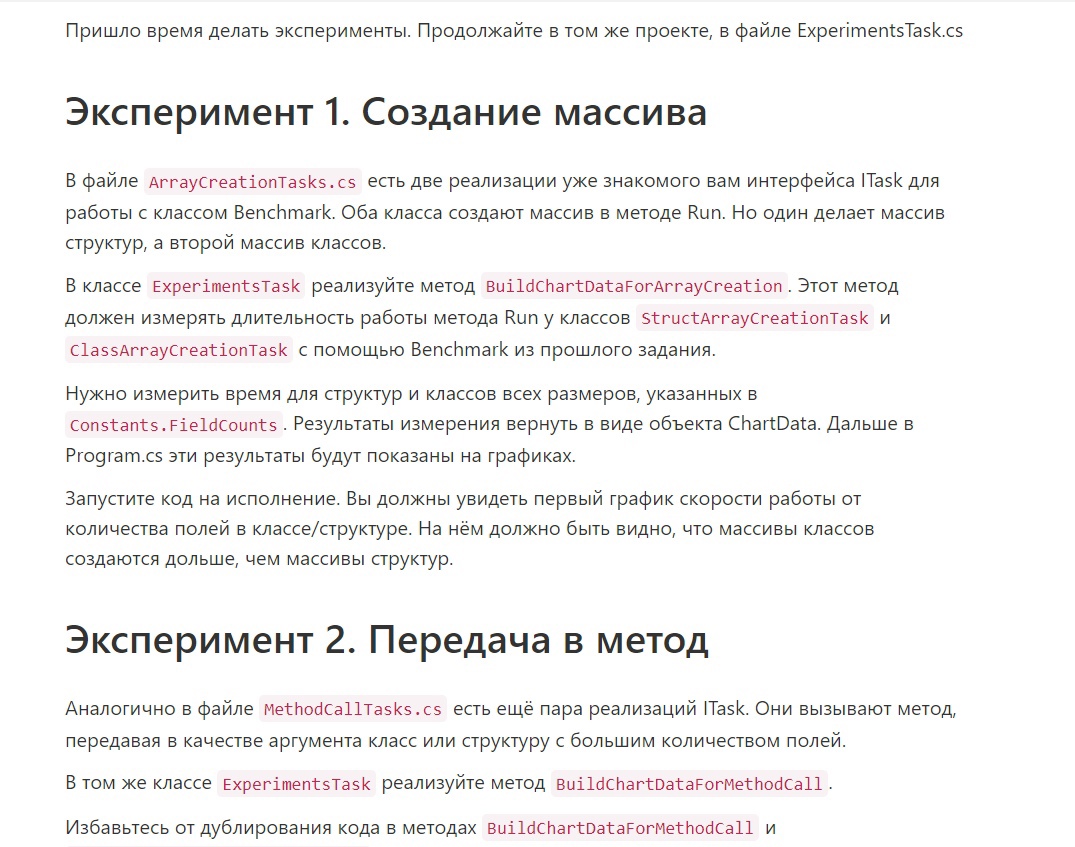 Пришло время делать эксперименты. Продолжайте в том же проекте, в файле ExperimentsTask.cs
Эксперимент 1. Создание массива
В файле ArrayCreationTasks.cs есть две реализации уже знакомого вам интерфейса ITask для
работы с классом Benchmark. Оба класса создают массив в методе Run. Но один делает массив
структур, а второй массив классов.
В классе ExperimentsTask реализуйте метод BuildChartDataForArrayCreation. Этот метод
должен измерять длительность работы метода Run у классов StructArrayCreationTask и
ClassArrayCreationTask с помощью Benchmark из прошлого задания.
Нужно измерить время для структур и классов всех размеров, указанных в
Constants.FieldCounts. Результаты измерения вернуть в виде объекта ChartData. Дальше в
Program.cs эти результаты будут показаны на графиках.
Запустите код на исполнение. Вы должны увидеть первый график скорости работы от
количества полей в классе/структуре. На нём должно быть видно, что массивы классов
создаются дольше, чем массивы структур.
Эксперимент 2. Передача в метод
Аналогично в файле MethodCallTasks.cs есть ещё пара реализаций ITask. Они вызывают метод,
передавая в качестве аргумента класс или структуру с большим количеством полей.
В том же классе ExperimentsTask реализуйте метод BuildChartDataForMethodCall.
Избавьтесь от дублирования кода в методах BuildChartDataForMethodCall и